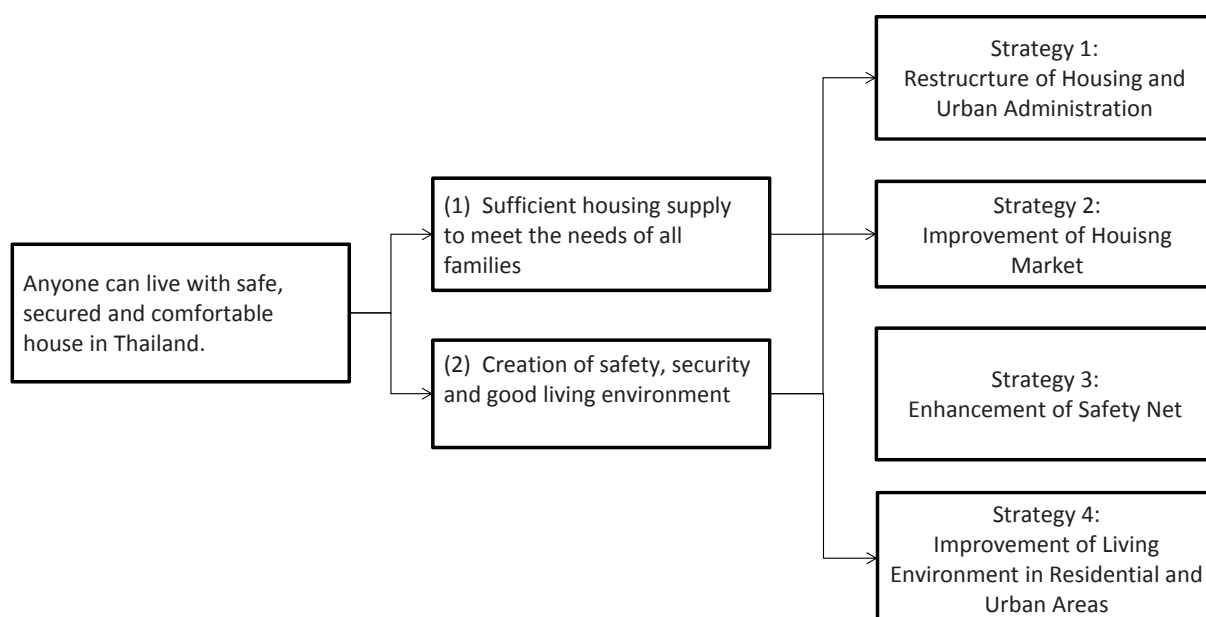 Anyone can live with safe,
secured and comfortable
house in Thailand.
(1) Sufficient housing supply
to meet the needs of all
families
(2) Creation of safety, security
and good living environment
Strategy 1:
Restrucrture of Housing and
Urban Administration
Strategy 2:
Improvement of Houisng
Market
Strategy 3:
Enhancement of Safety Net
Strategy 4:
Improvement of Living
Environment in Residential and
Urban Areas